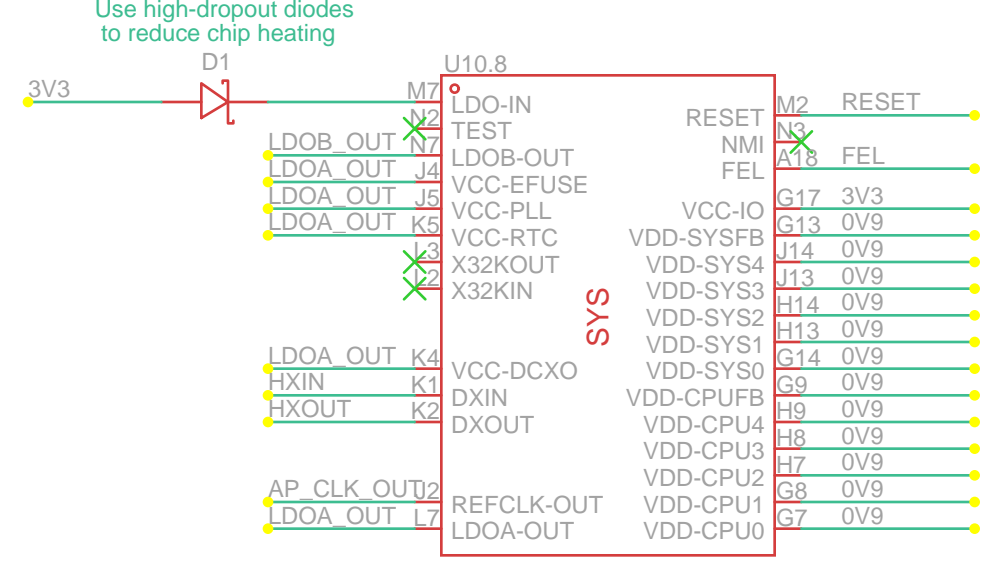 Use high-dropout diodes
to reduce chip heating
D1
U10.8
3V3
M7
LDO-IN
N2
TEST
LDOB_OUT N7
LDOB-OUT
LDOA_OUT J4
VCC-EFUSE
LDOA_OUT J5
VCC-PLL
LDOA_OUT K5
VCC-RTC
L3
X32KOUT
L2
X32KIN
LDOA_OUT K4
VCC-DCXO
HXIN K1
DXIN
HXOUT K2
DXOUT
AP_CLK_OUT J2
REFCLK-OUT
LDOA_OUT L7
LDOA-OUT
SYS
RESET M2 RESET
NMI N3
FEL A18 FEL
VCC-IO G17 3V3
VDD-SYSFB G13 0V9
VDD-SYS4 J14 0V9
VDD-SYS3 J13 0V9
VDD-SYS2 H14 0V9
VDD-SYS1 H13 0V9
VDD-SYS0 G14 0V9
VDD-CPUFB G9 0V9
VDD-CPU4 H9 0V9
VDD-CPU3 H8 0V9
VDD-CPU2 H7 0V9
VDD-CPU1 G8 0V9
VDD-CPU0 G7 0V9